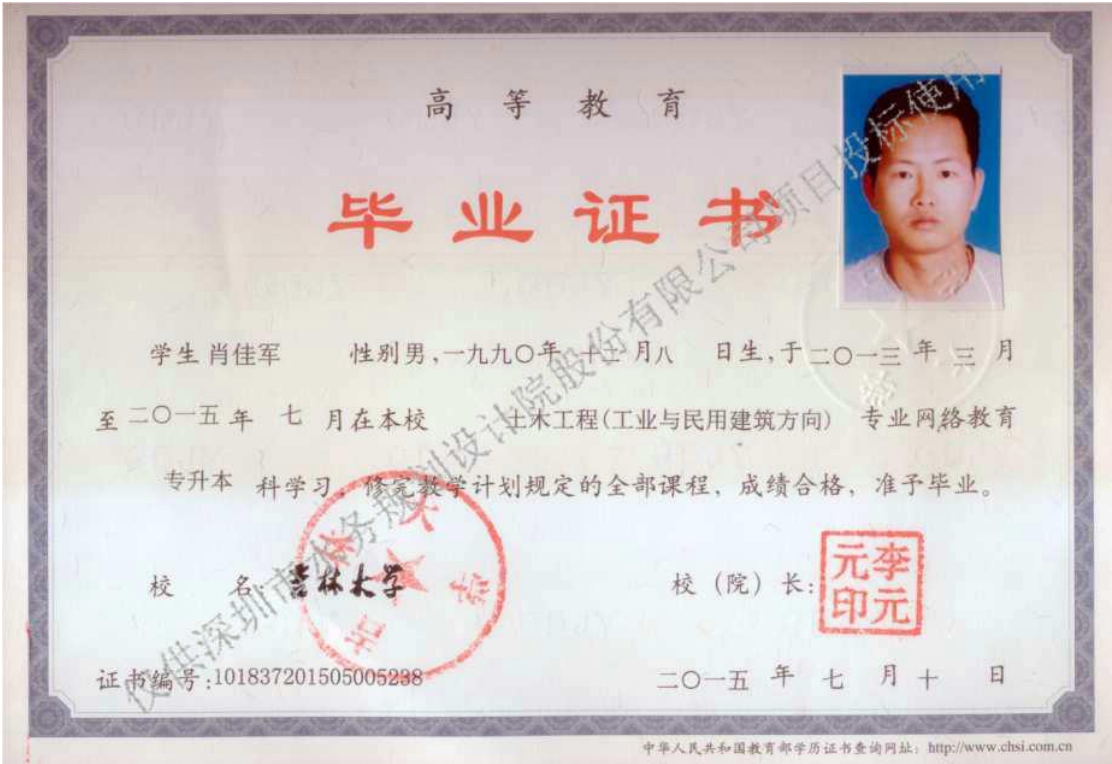 高等教育
毕业证书
学生 肖佳军 性别男，一九九〇年 十二月八 日生，于二〇一三年 三 月
至二〇一五年 七 月在本校 土木工程(工业与民用建筑方向) 专业网络教育
专升本 科学习，修完教学计划规定的全部课程，成绩合格，准予毕业。
校 名 吉林大学
校（院）长：
李元元印
证书编号:101837201505005238
二〇一五 年 七 月 十 日
中华人民共和国教育部学历证书查询网址：http://www.chsi.com.cn
仅供深圳市水务规划设计院股份有限公司项目投标使用
吉林大学